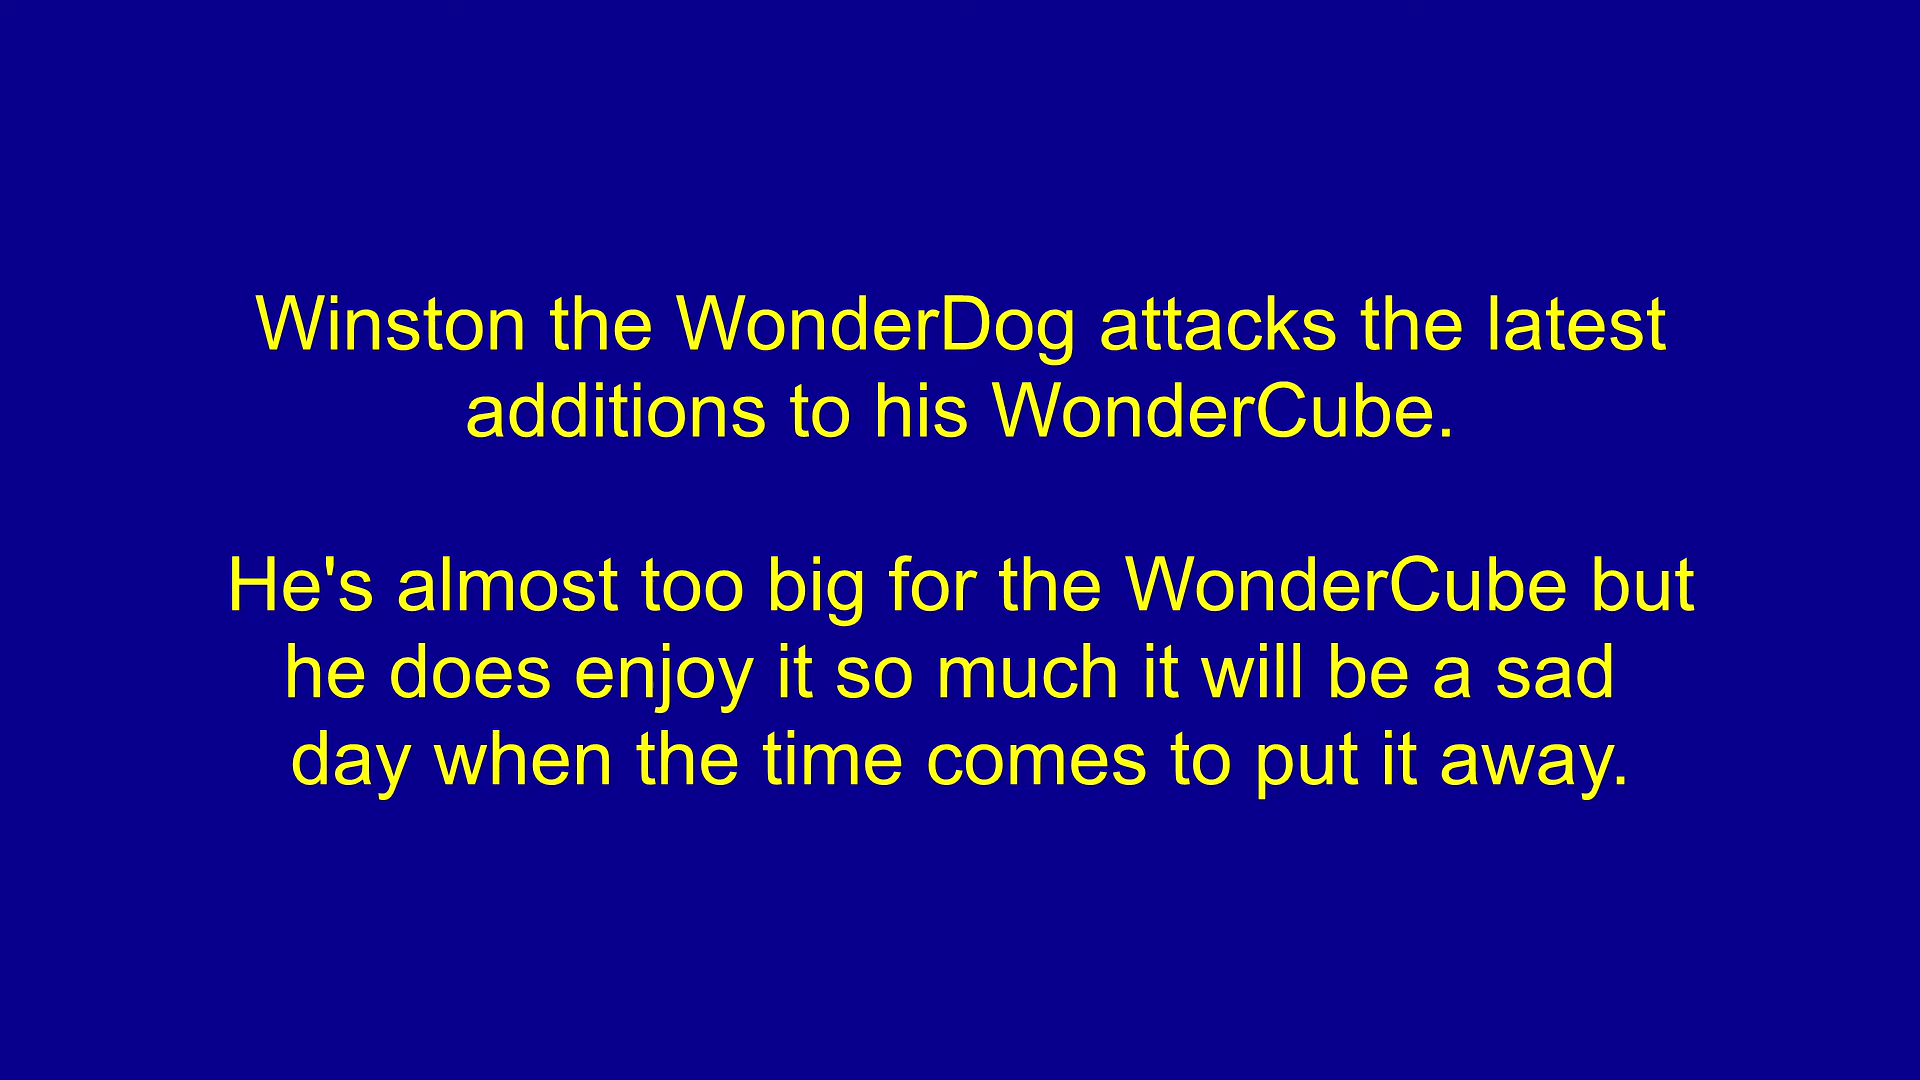 Winston the WonderDog attacks the latest
additions to his WonderCube.
He's almost too big for the WonderCube but
he does enjoy it so much it will be a sad
day when the time comes to put it away.